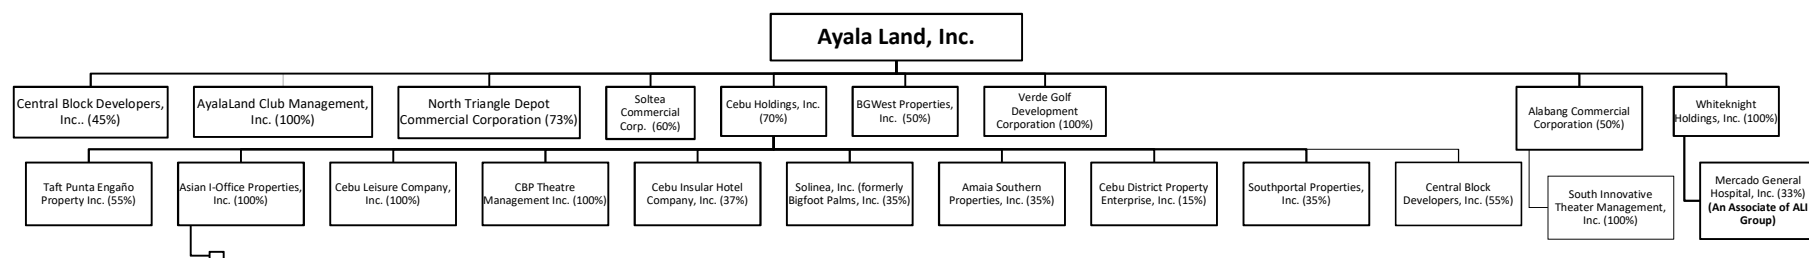 Ayala Land, Inc.
Central Block Developers,
Inc.. (45%)
AyalaLand Club Management,
Inc. (100%)
North Triangle Depot
Commercial Corporation (73%)
Soltea
Commercial
Corp. (60%)
Cebu Holdings, Inc.
(70%)
BGWest Properties,
Inc. (50%)
Verde Golf
Development
Corporation (100%)
Alabang Commercial
Corporation (50%)
Whiteknight
Holdings, Inc. (100%)
Taft Punta Engaño
Property Inc. (55%)
Asian I-Office Properties,
Inc. (100%)
Cebu Leisure Company,
Inc. (100%)
CBP Theatre
Management Inc. (100%)
Cebu Insular Hotel
Company, Inc. (37%)
Solinea, Inc. (formerly
Bigfoot Palms, Inc. (35%)
Amaia Southern
Properties, Inc. (35%)
Cebu District Property
Enterprise, Inc. (15%)
Southportal Properties,
Inc. (35%)
Central Block
Developers, Inc. (55%)
South Innovative
Theater Management,
Inc. (100%)
Mercado General
Hospital, Inc. (33%)
(An Associate of ALI
Group)